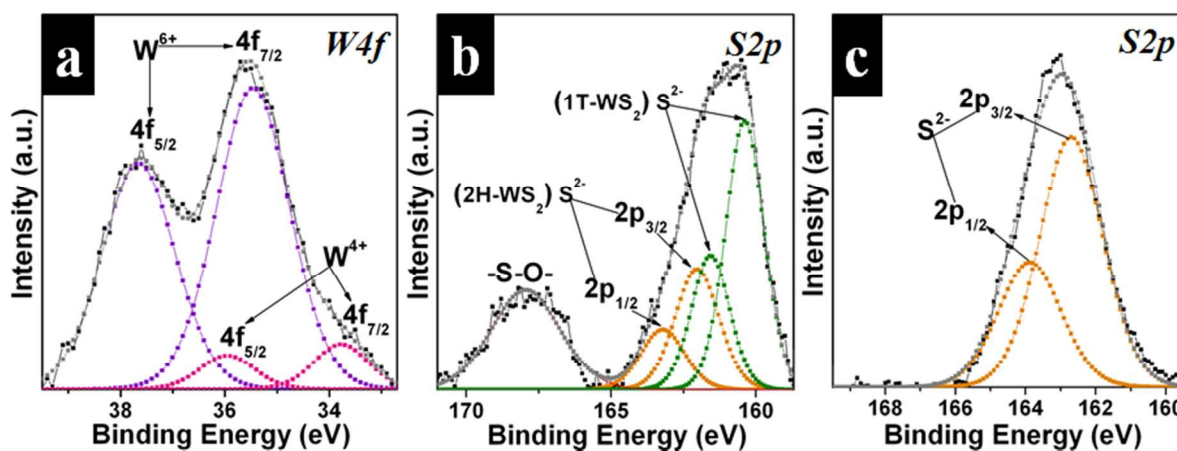 a
W4f
W6+
4f7/2
4f5/2
W4+
4f7/2
4f5/2
Intensity (a.u.)
38 36 34
Binding Energy (eV)
b
S2p
(1T-WS2) S2-
(2H-WS2) S2-
2p3/2
-S-O-
2p1/2
Intensity (a.u.)
170 165 160
Binding Energy (eV)
c
S2p
2p3/2
S2-
2p1/2
Intensity (a.u.)
168 166 164 162 160
Binding Energy (eV)